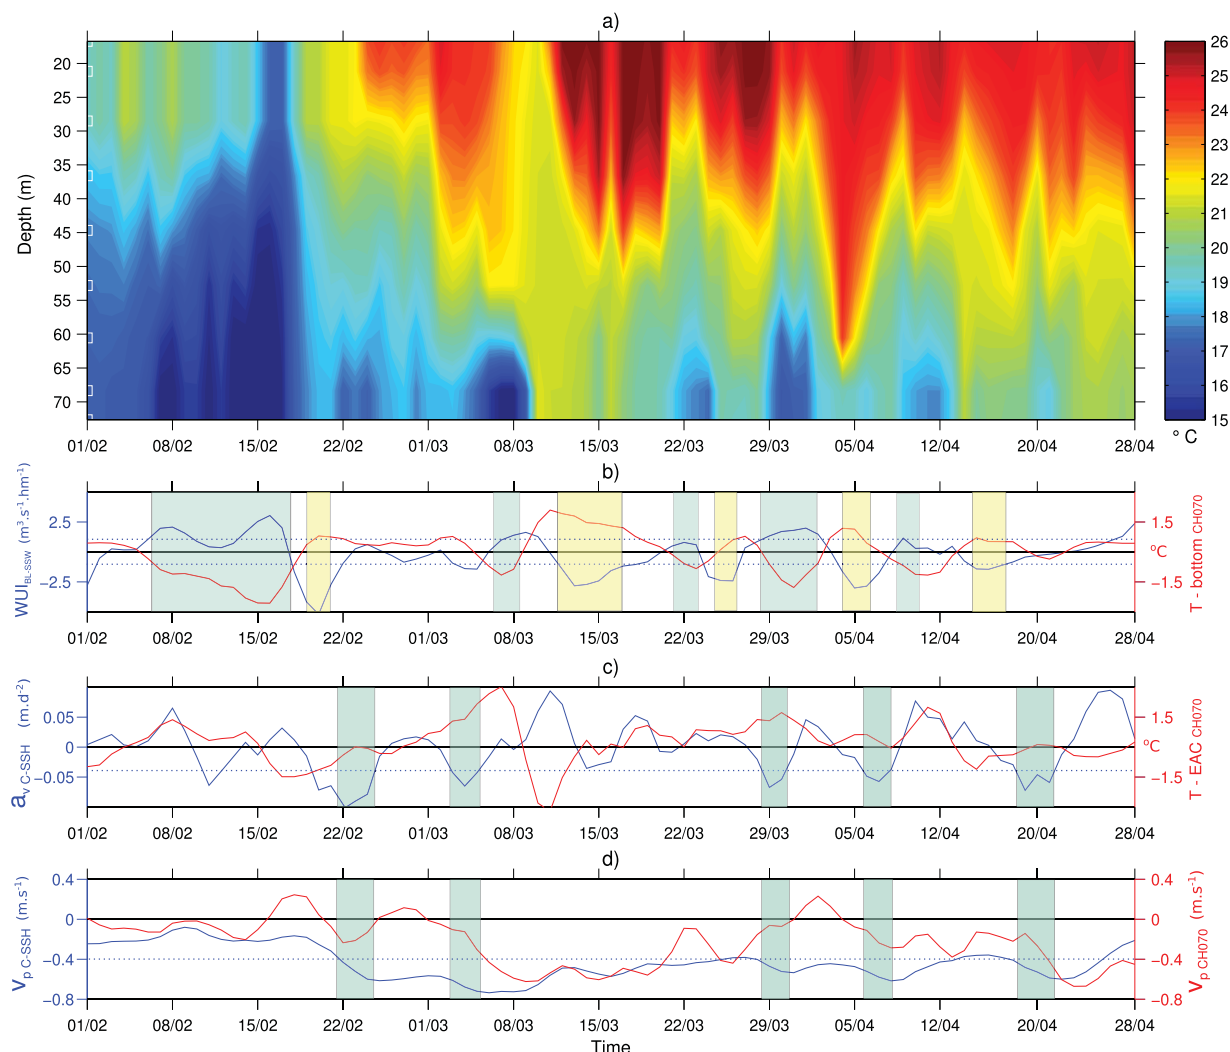 a)
Depth (m)
20
25
30
35
40
45
50
55
60
65
70
01/02 08/02 15/02 22/02 01/03 08/03 15/03 22/03 29/03 05/04 12/04 20/04 28/04
26
25
24
23
22
21
20
19
18
17
16
15
° C
b)
WUI BL-SSW (m³.s⁻¹.hm⁻¹)
2.5
−2.5
1.5
°C
−1.5
T - bottom CH070
01/02 08/02 15/02 22/02 01/03 08/03 15/03 22/03 29/03 05/04 12/04 20/04 28/04
c)
a v C-SSH (m.d⁻²)
0.05
0
−0.05
1.5
°C
−1.5
T - EAC CH070
01/02 08/02 15/02 22/02 01/03 08/03 15/03 22/03 29/03 05/04 12/04 20/04 28/04
d)
v p C-SSH (m.s⁻¹)
0.4
0
−0.4
−0.8
0.4
0
−0.4
−0.8
v p CH070 (m.s⁻¹)
01/02 08/02 15/02 22/02 01/03 08/03 15/03 22/03 29/03 05/04 12/04 20/04 28/04
Time